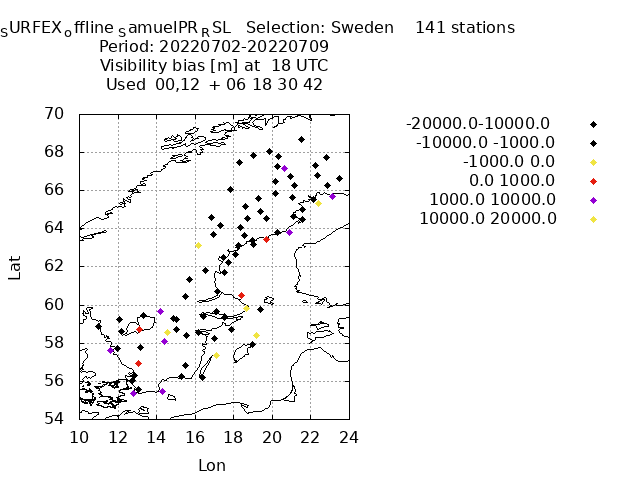 SURFEXoffline SamuelPRRSL Selection: Sweden 141 stations
Period: 20220702-20220709
Visibility bias [m] at 18 UTC
Used 00,12 + 06 18 30 42
-20000.0-10000.0
-10000.0 -1000.0
-1000.0 0.0
0.0 1000.0
1000.0 10000.0
10000.0 20000.0
70
68
66
64
62
60
58
56
54
Lat
10 12 14 16 18 20 22 24
Lon